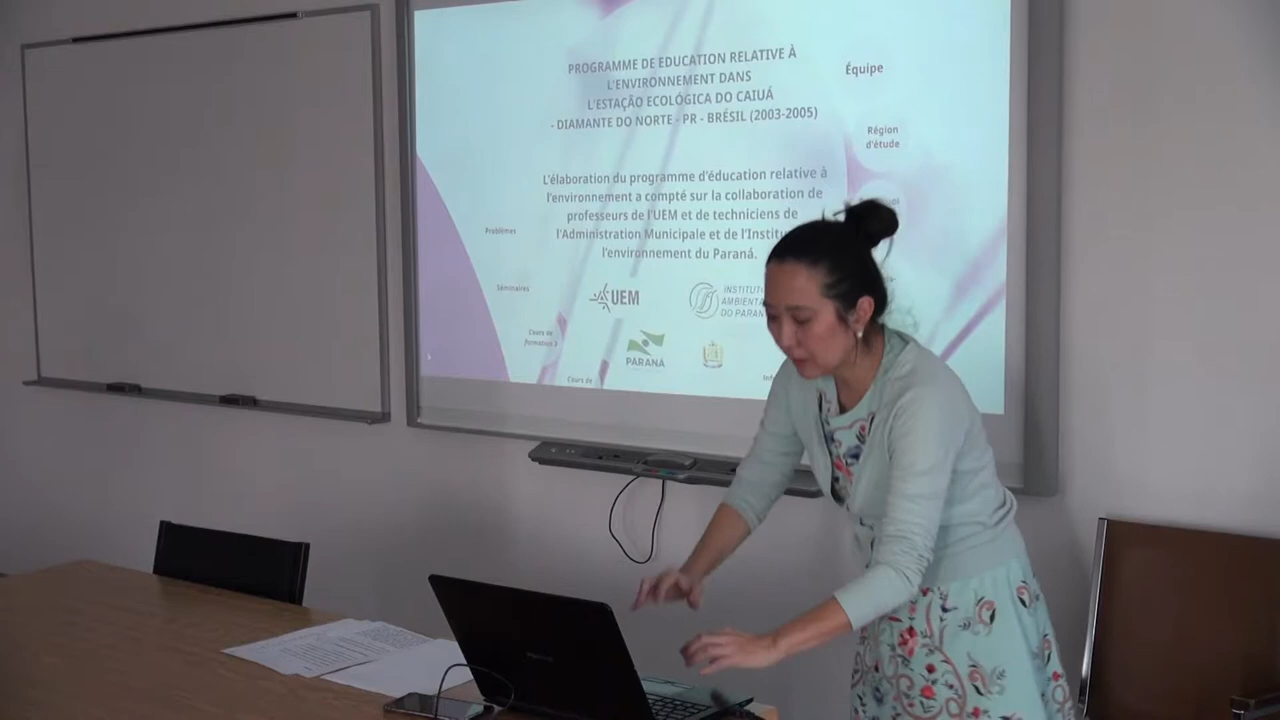 PROGRAMME DE EDUCATION RELATIVE À
L'ENVIRONNEMENT DANS
L'ESTAÇÃO ECOLÓGICA DO CAIUÁ
- DIAMANTE DO NORTE - PR - BRÉSIL (2003-2005)
Équipe
Région
d'étude
L'élaboration du programme d'éducation relative à
l'environnement a compté sur la collaboration de
professeurs de l'UEM et de techniciens de
l'Administration Municipale et de l'Institu
l'environnement du Paraná.
Problèmes
Séminaires
UEM
INSTITUTO
AMBIENTA
DO PARAN
Cours de
formation 3
PARANÁ
Cours de